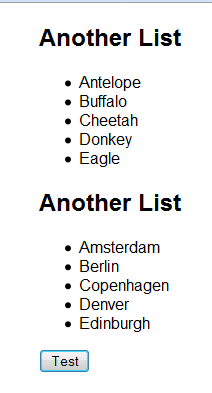 Another List
Antelope
Buffalo
Cheetah
Donkey
Eagle
Another List
Amsterdam
Berlin
Copenhagen
Denver
Edinburgh
Test